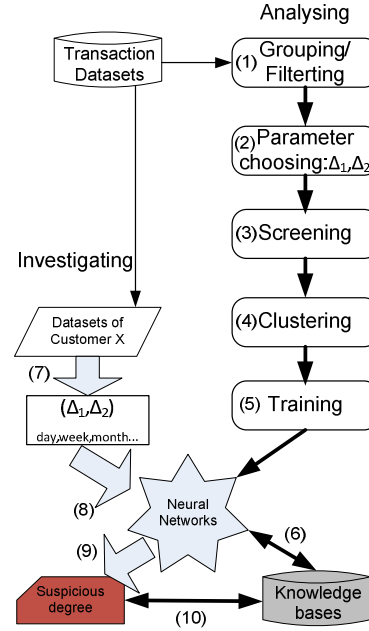 Analysing
Transaction
Datasets
(1) Grouping/
Filterting
(2) Parameter
choosing:Δ₁,Δ₂
(3) Screening
Investigating
(4) Clustering
Datasets of
Customer X
(7)
(5) Training
(Δ₁,Δ₂)
day,week,month...
(8)
Neural
Networks
(6)
(9)
Suspicious
degree
(10)
Knowledge
bases